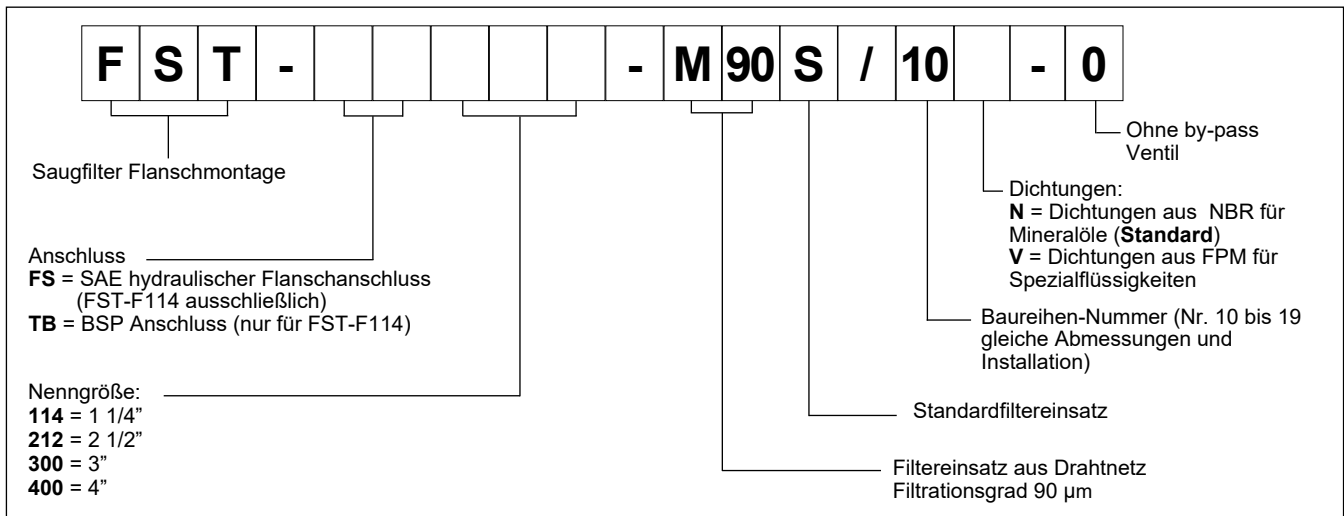 F S T - - M 90 S / 10 - 0
Saugfilter Flanschmontage
Anschluss
FS = SAE hydraulischer Flanschanschluss
(FST-F114 ausschließlich)
TB = BSP Anschluss (nur für FST-F114)
Nenngröße:
114 = 1 1/4”
212 = 2 1/2”
300 = 3”
400 = 4”
Ohne by-pass
Ventil
Dichtungen:
N = Dichtungen aus NBR für
Mineralöle (Standard)
V = Dichtungen aus FPM für
Spezialflüssigkeiten
Baureihen-Nummer (Nr. 10 bis 19
gleiche Abmessungen und
Installation)
Standardfiltereinsatz
Filtereinsatz aus Drahtnetz
Filtrationsgrad 90 µm